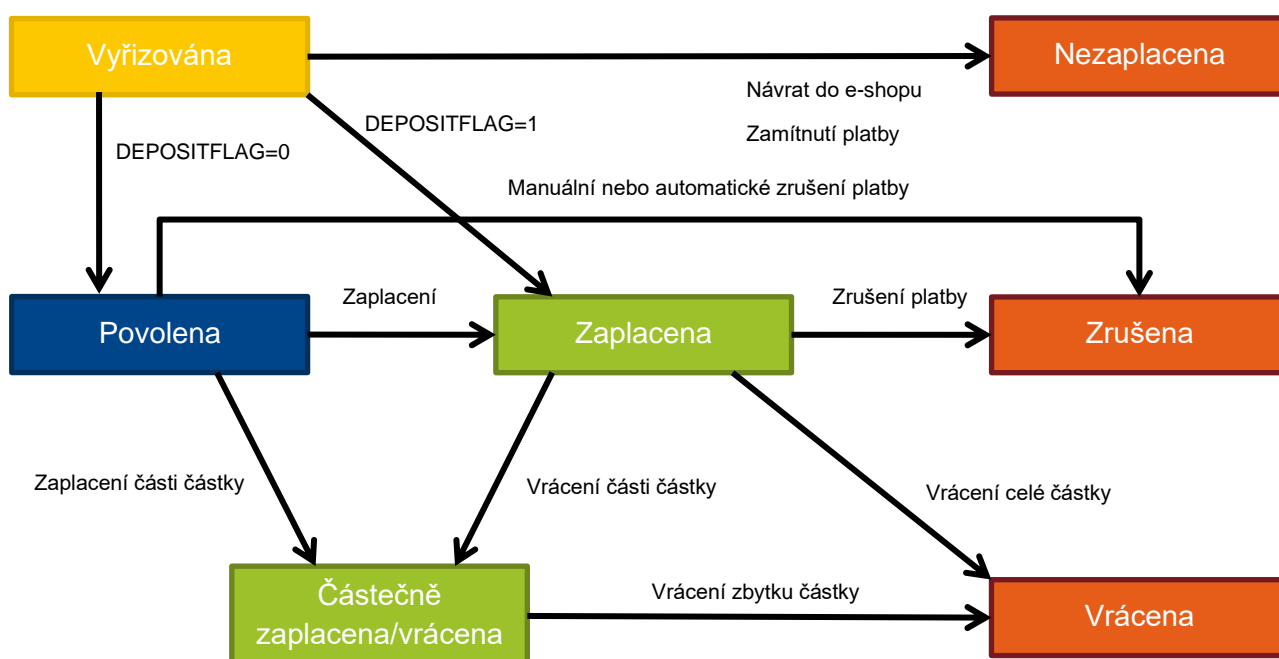 Vyřizována
Nezaplacena
Návrat do e-shopu
DEPOSITFLAG=1
Zamítnutí platby
DEPOSITFLAG=0
Manuální nebo automatické zrušení platby
Zaplacení
Zrušení platby
Povolena
Zaplacena
Zrušena
Zaplacení části částky
Vrácení části částky
Vrácení celé částky
Vrácení zbytku částky
Částečně
zaplacena/vrácena
Vrácena